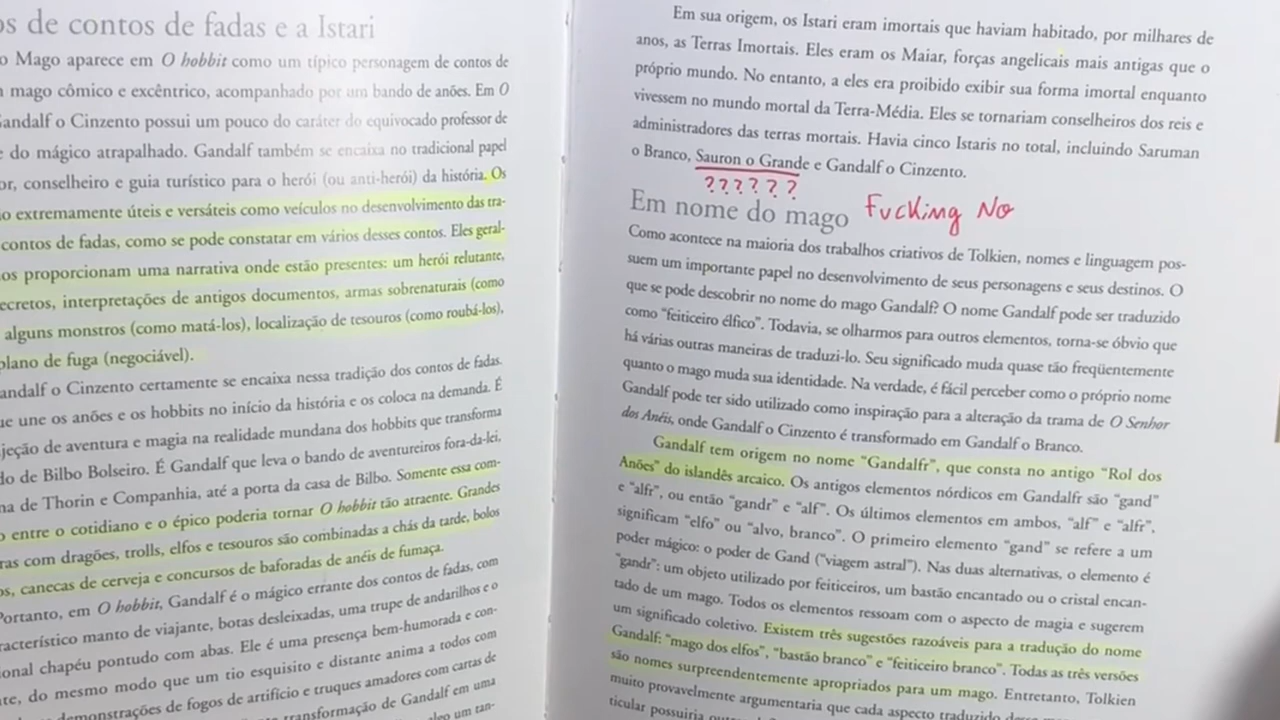 os de contos de fadas e a Istari
o Mago aparece em O hobbit como um típico personagem de contos de
mago cômico e excêntrico, acompanhado por um bando de anões. Em O
Gandalf o Cinzento possui um pouco do caráter do equivocado professor de
e do mágico atrapalhado. Gandalf também se encaixa no tradicional papel
or, conselheiro e guia turístico para o herói (ou anti-herói) da história. Os
o extremamente úteis e versáteis como veículos no desenvolvimento das tra-
contos de fadas, como se pode constatar em vários desses contos. Eles geral-
os proporcionam uma narrativa onde estão presentes: um herói relutante,
ecretos, interpretações de antigos documentos, armas sobrenaturais (como
alguns monstros (como matá-los), localização de tesouros (como roubá-los),
plano de fuga (negociável).
andalf o Cinzento certamente se encaixa nessa tradição dos contos de fadas.
ue une os anões e os hobbits no início da história e os coloca na demanda. É
jeção de aventura e magia na realidade mundana dos hobbits que transforma
do de Bilbo Bolseiro. É Gandalf que leva o bando de aventureiros fora-da-lei,
na de Thorin e Companhia, até a porta da casa de Bilbo. Somente essa com-
o entre o cotidiano e o épico poderia tornar O hobbit tão atraente. Grandes
ras com dragões, trolls, elfos e tesouros são combinadas a chás da tarde, bolos
os, canecas de cerveja e concursos de baforadas de anéis de fumaça.
Portanto, em O hobbit, Gandalf é o mágico errante dos contos de fadas, com
racterístico manto de viajante, botas desleixadas, uma trupe de andarilhos e o
ional chapéu pontudo com abas. Ele é uma presença bem-humorada e con-
te, do mesmo modo que um tio esquisito e distante anima a todos com
demonstrações de fogos de artifício e truques amadores com cartas de
transformação de Gandalf em uma
um tan-
Em sua origem, os Istari eram imortais que haviam habitado, por milhares de
anos, as Terras Imortais. Eles eram os Maiar, forças angelicais mais antigas que o
próprio mundo. No entanto, a eles era proibido exibir sua forma imortal enquanto
vivessem no mundo mortal da Terra-Média. Eles se tornariam conselheiros dos reis e
administradores das terras mortais. Havia cinco Istaris no total, incluindo Saruman
o Branco, Sauron o Grande e Gandalf o Cinzento.
??????
Em nome do mago Fucking No
Como acontece na maioria dos trabalhos criativos de Tolkien, nomes e linguagem pos-
suem um importante papel no desenvolvimento de seus personagens e seus destinos. O
que se pode descobrir no nome do mago Gandalf? O nome Gandalf pode ser traduzido
como "feiticeiro élfico". Todavia, se olharmos para outros elementos, torna-se óbvio que
há várias outras maneiras de traduzi-lo. Seu significado muda quase tão freqüentemente
quanto o mago muda sua identidade. Na verdade, é fácil perceber como o próprio nome
Gandalf pode ter sido utilizado como inspiração para a alteração da trama de O Senhor
dos Anéis, onde Gandalf o Cinzento é transformado em Gandalf o Branco.
Gandalf tem origem no nome "Gandalfr", que consta no antigo "Rol dos
Anões" do islandês arcaico. Os antigos elementos nórdicos em Gandalfr são "gand"
e "alfr", ou então "gandr" e "alf". Os últimos elementos em ambos, "alf" e "alfr",
significam "elfo" ou "alvo, branco". O primeiro elemento "gand" se refere a um
poder mágico: o poder de Gand ("viagem astral"). Nas duas alternativas, o elemento é
"gandr": um objeto utilizado por feiticeiros, um bastão encantado ou o cristal encan-
tado de um mago. Todos os elementos ressoam com o aspecto de magia e sugerem
um significado coletivo. Existem três sugestões razoáveis para a tradução do nome
Gandalf: "mago dos elfos", "bastão branco" e "feiticeiro branco". Todas as três versões
são nomes surpreendentemente apropriados para um mago. Entretanto, Tolkien
muito provavelmente argumentaria que cada aspecto traduzido
ticular possuiria